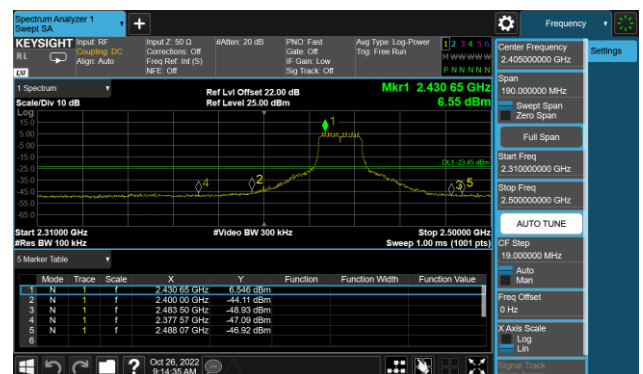 Spectrum Analyzer 1
Swept SA
+
Frequency
KEYSIGHT
RL
LXI
Input: RF
Coupling: DC
Align: Auto
Input Z: 50 Ω
Corrections: Off
Freq Ref: Int (S)
NFE: Off
#Atten: 20 dB
PNO: Fast
Gate: Off
IF Gain: Low
Sig Track: Off
Avg Type: Log-Power
Trig: Free Run
1 2 3 4 5 6
M W W W W W
P N N N N N
1 Spectrum
Scale/Div 10 dB
Log
Ref Lvl Offset 22.00 dB
Ref Level 25.00 dBm
Mkr1 2.430 65 GHz
6.55 dBm
15.0
5.00
-5.00
-15.0
-25.0
-35.0
-45.0
-55.0
-65.0
1
DL1 -23.45 dBm
4
2
3
5
Start 2.31000 GHz
#Res BW 100 kHz
#Video BW 300 kHz
Stop 2.50000 GHz
Sweep 1.00 ms (1001 pts)
5 Marker Table
Mode Trace Scale X Y Function Function Width Function Value
1 N 1 f 2.430 65 GHz 6.546 dBm
2 N 1 f 2.400 00 GHz -44.11 dBm
3 N 1 f 2.483 50 GHz -48.93 dBm
4 N 1 f 2.377 57 GHz -47.09 dBm
5 N 1 f 2.488 07 GHz -46.92 dBm
6
?
Oct 26, 2022
9:14:35 AM
Center Frequency
2.405000000 GHz
Settings
Span
190.000000 MHz
Swept Span
Zero Span
Full Span
Start Freq
2.310000000 GHz
Stop Freq
2.500000000 GHz
AUTO TUNE
CF Step
19.000000 MHz
Auto
Man
Freq Offset
0 Hz
X Axis Scale
Log
Lin
Signal Track